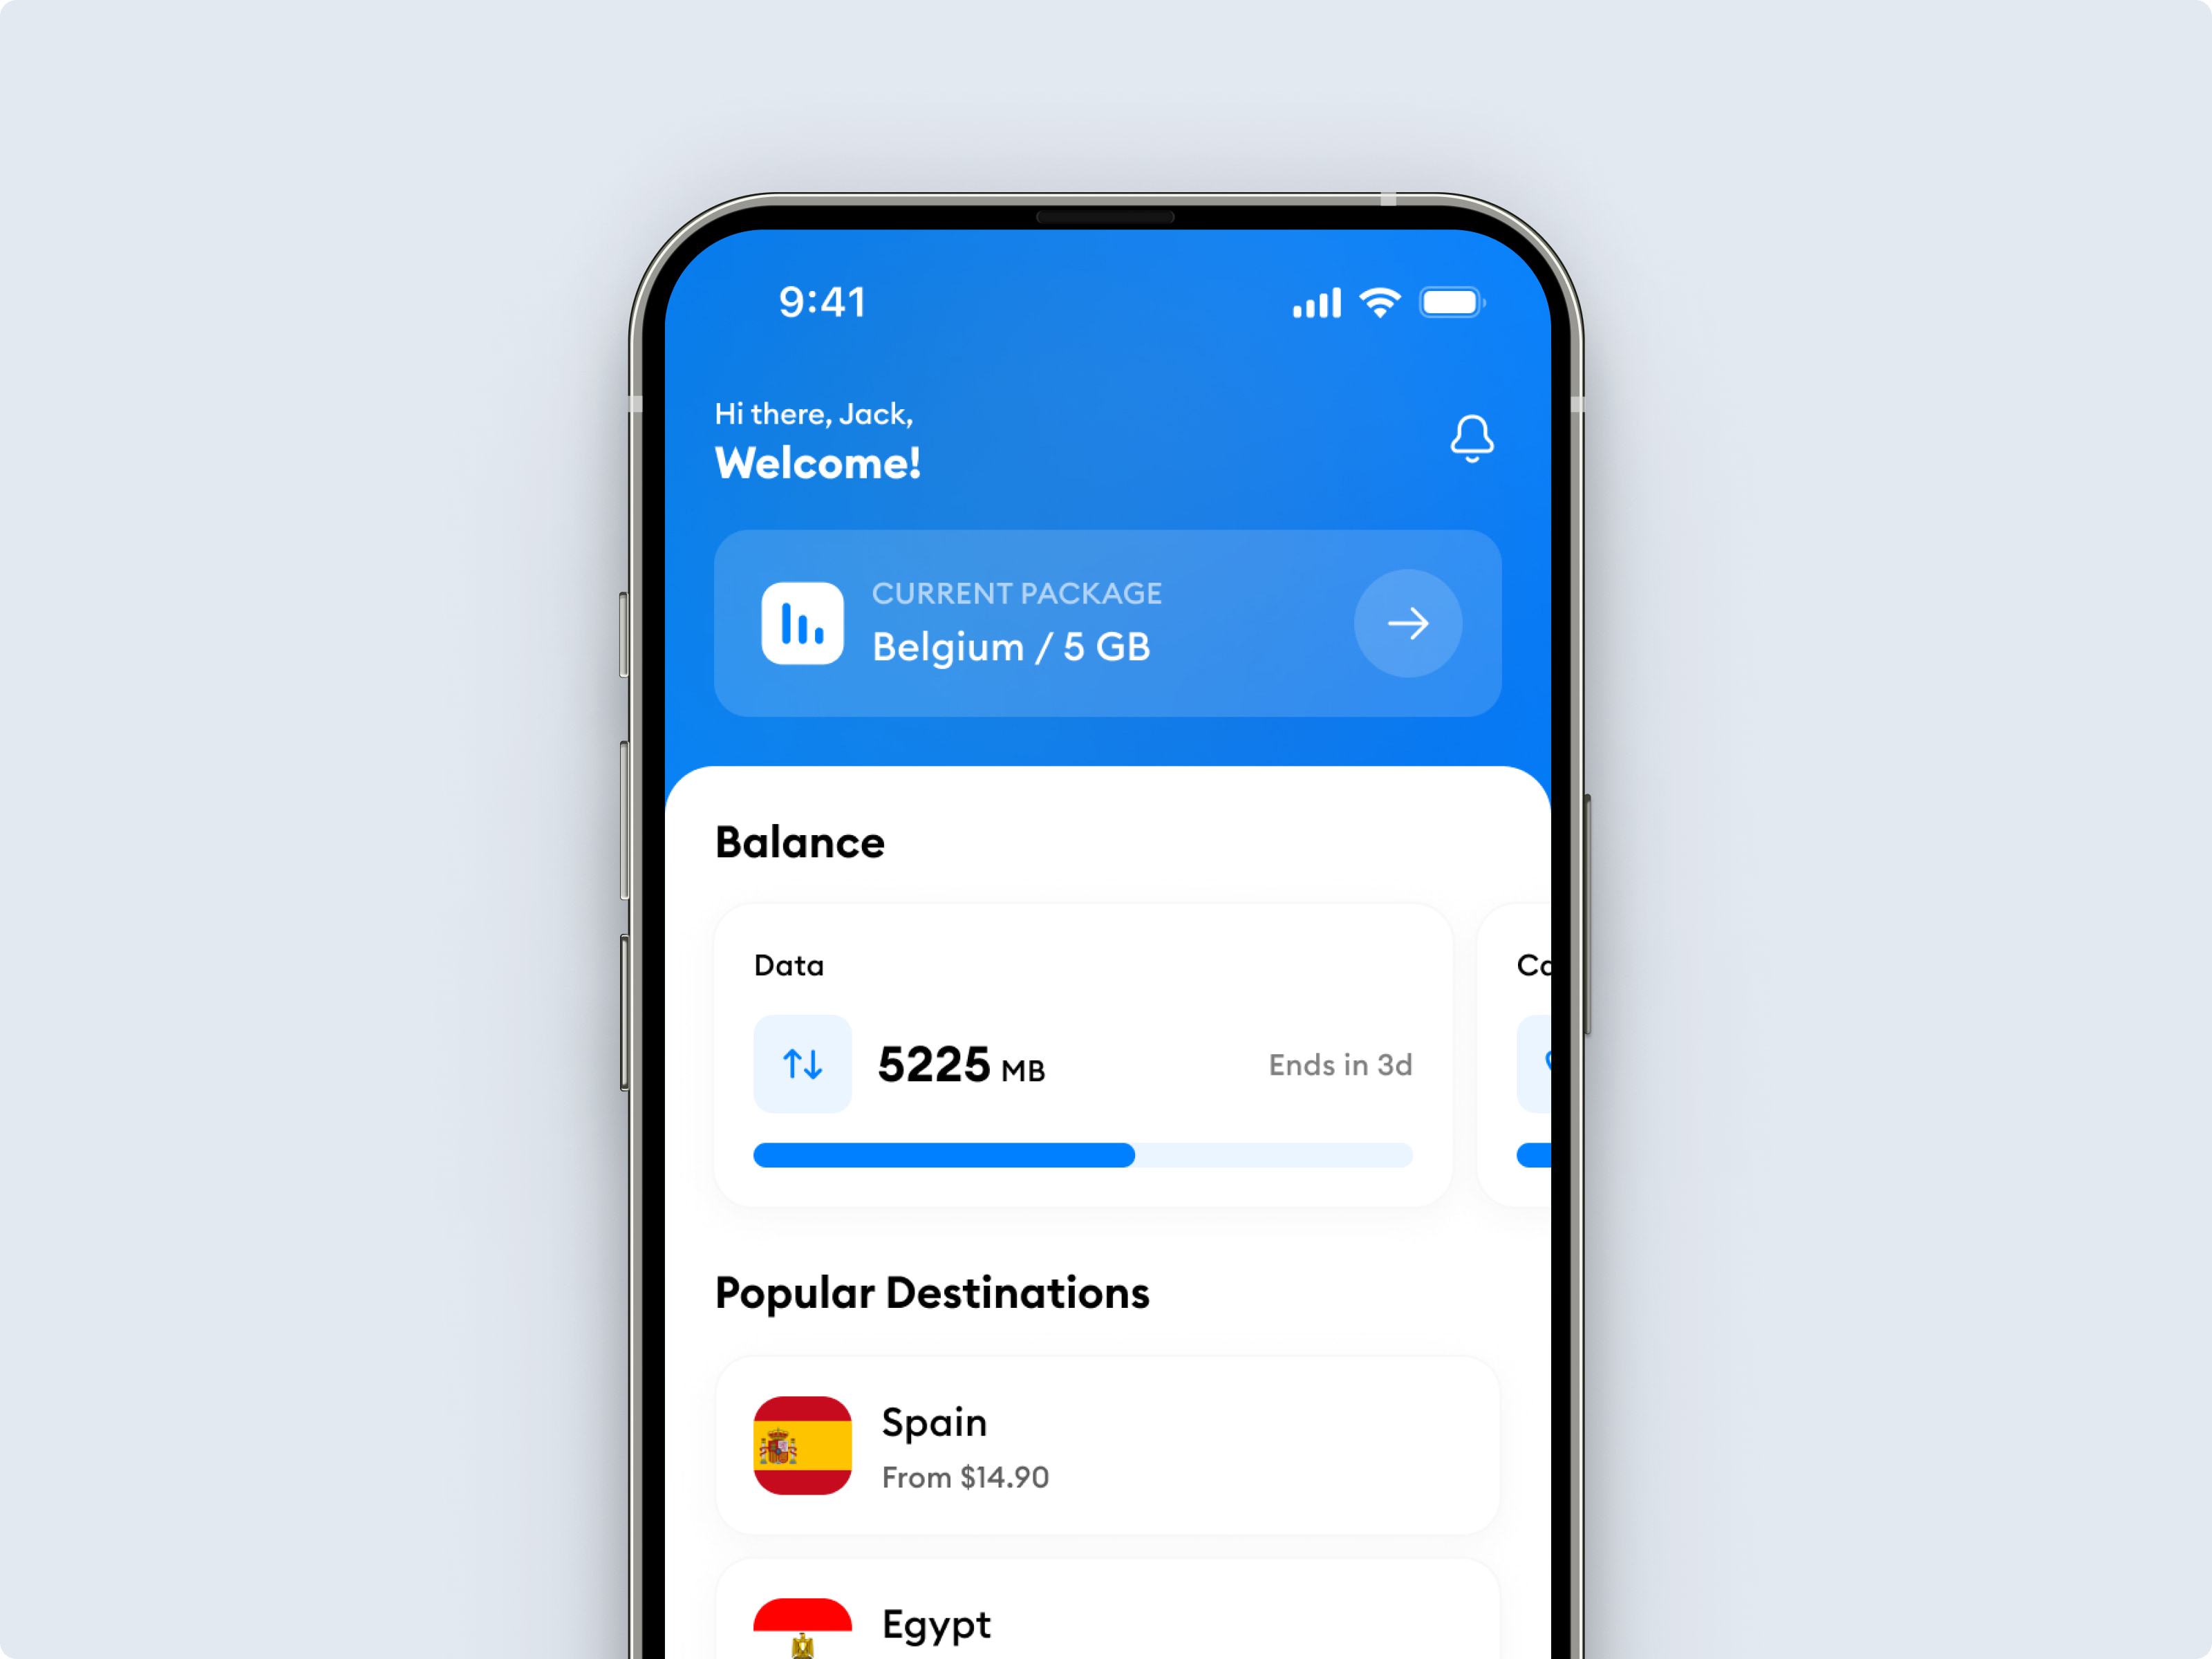 9:41
Hi there, Jack,
Welcome!
CURRENT PACKAGE
Belgium / 5 GB
Balance
Data
5225 MB
Ends in 3d
Popular Destinations
Spain
From $14.90
Egypt